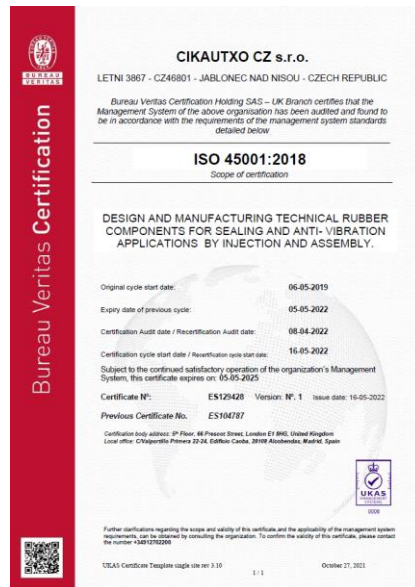 BUREAU
VERITAS
Bureau Veritas Certification
CIKAUTXO CZ s.r.o.
LETNI 3867 - CZ46801 - JABLONEC NAD NISOU - CZECH REPUBLIC
Bureau Veritas Certification Holding SAS – UK Branch certifies that the
Management System of the above organisation has been audited and found to
be in accordance with the requirements of the management system standards
detailed below
ISO 45001:2018
Scope of certification
DESIGN AND MANUFACTURING TECHNICAL RUBBER
COMPONENTS FOR SEALING AND ANTI- VIBRATION
APPLICATIONS BY INJECTION AND ASSEMBLY.
Original cycle start date: 06-05-2019
Expiry date of previous cycle: 05-05-2022
Certification Audit date / Recertification Audit date: 08-04-2022
Certification cycle start date / Recertification cycle start date: 16-05-2022
Subject to the continued satisfactory operation of the organization's Management
System, this certificate expires on: 05-05-2025
Certificate Nº: ES129428 Version: Nº. 1 Issue date: 16-05-2022
Previous Certificate No. ES104787
Certification body address: 5th Floor, 66 Prescot Street, London E1 8HG, United Kingdom
Local office: C/Valportillo Primera 22-24, Edificio Caoba, 28108 Alcobendas, Madrid, Spain
UKAS
MANAGEMENT
SYSTEMS
0008
Further clarifications regarding the scope and validity of this certificate, and the applicability of the management system
requirements, can be obtained by consulting the organization. To confirm the validity of this certificate, please contact
the number +34912702200
UKAS Certificate Template single site rev 3.10
1 / 1
October 27, 2021